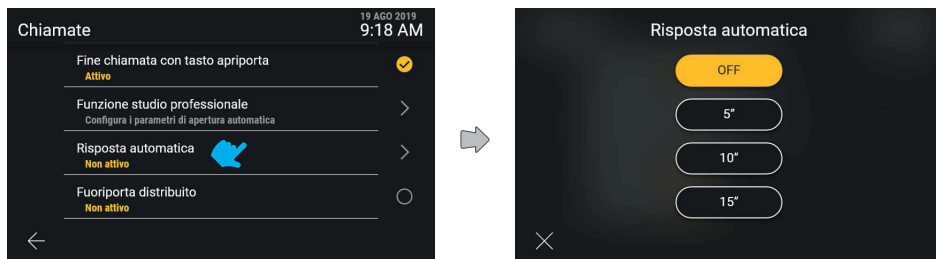 Chiamate
19 AGO 2019
9:18 AM
Fine chiamata con tasto apriporta
Attivo
Funzione studio professionale
Configura i parametri di apertura automatica
Risposta automatica
Non attivo
Fuoriporta distribuito
Non attivo
Risposta automatica
OFF
5”
10”
15”